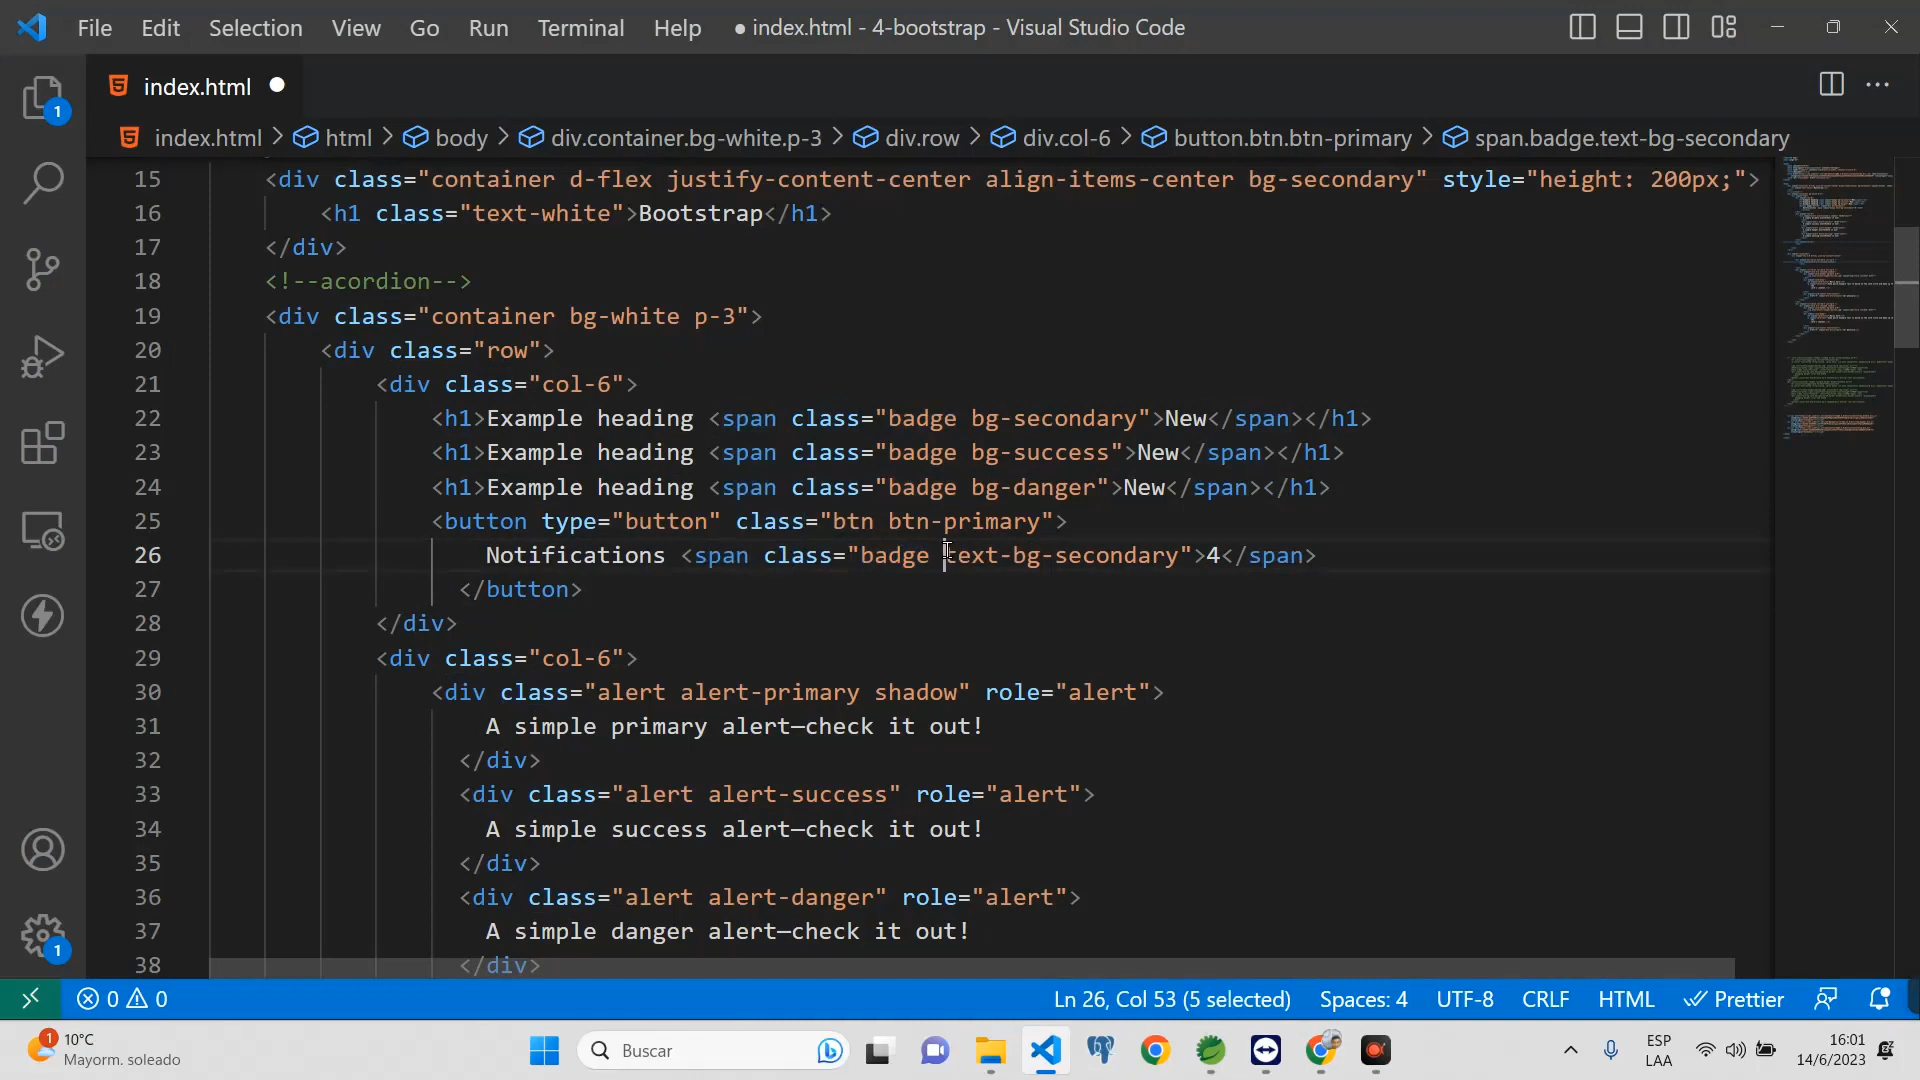 File Edit Selection View Go Run Terminal Help ● index.html - 4-bootstrap - Visual Studio Code
index.html ●
index.html > html > body > div.container.bg-white.p-3 > div.row > div.col-6 > button.btn.btn-primary > span.badge.text-bg-secondary
1
15 <div class="container d-flex justify-content-center align-items-center bg-secondary" style="height: 200px;">
16 <h1 class="text-white">Bootstrap</h1>
17 </div>
18 <!--acordion-->
19 <div class="container bg-white p-3">
20 <div class="row">
21 <div class="col-6">
22 <h1>Example heading <span class="badge bg-secondary">New</span></h1>
23 <h1>Example heading <span class="badge bg-success">New</span></h1>
24 <h1>Example heading <span class="badge bg-danger">New</span></h1>
25 <button type="button" class="btn btn-primary">
26 Notifications <span class="badge text-bg-secondary">4</span>
27 </button>
28 </div>
29 <div class="col-6">
30 <div class="alert alert-primary shadow" role="alert">
31 A simple primary alert—check it out!
32 </div>
33 <div class="alert alert-success" role="alert">
34 A simple success alert—check it out!
35 </div>
36 <div class="alert alert-danger" role="alert">
37 A simple danger alert—check it out!
38 </div>
1
0 0 Ln 26, Col 53 (5 selected) Spaces: 4 UTF-8 CRLF HTML Prettier
1 10°C
Mayorm. soleado
Buscar
ESP
LAA
16:01
14/6/2023